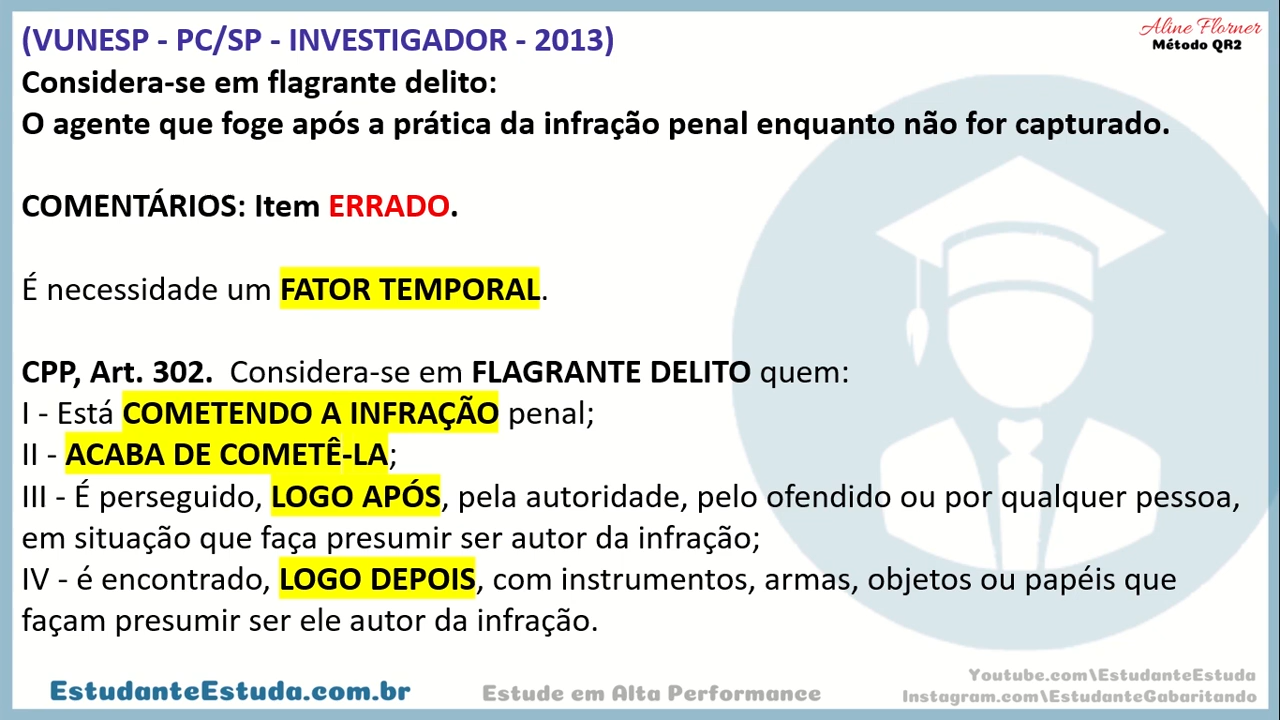 (VUNESP - PC/SP - INVESTIGADOR - 2013)
Aline Florner
Método QR2
Considera-se em flagrante delito:
O agente que foge após a prática da infração penal enquanto não for capturado.
COMENTÁRIOS: Item ERRADO.
É necessidade um FATOR TEMPORAL.
CPP, Art. 302. Considera-se em FLAGRANTE DELITO quem:
I - Está COMETENDO A INFRAÇÃO penal;
II - ACABA DE COMETÊ-LA;
III - É perseguido, LOGO APÓS, pela autoridade, pelo ofendido ou por qualquer pessoa,
em situação que faça presumir ser autor da infração;
IV - é encontrado, LOGO DEPOIS, com instrumentos, armas, objetos ou papéis que
façam presumir ser ele autor da infração.
EstudanteEstuda.com.br
Estude em Alta Performance
Youtube.com\EstudanteEstuda
Instagram.com\EstudanteGabaritando